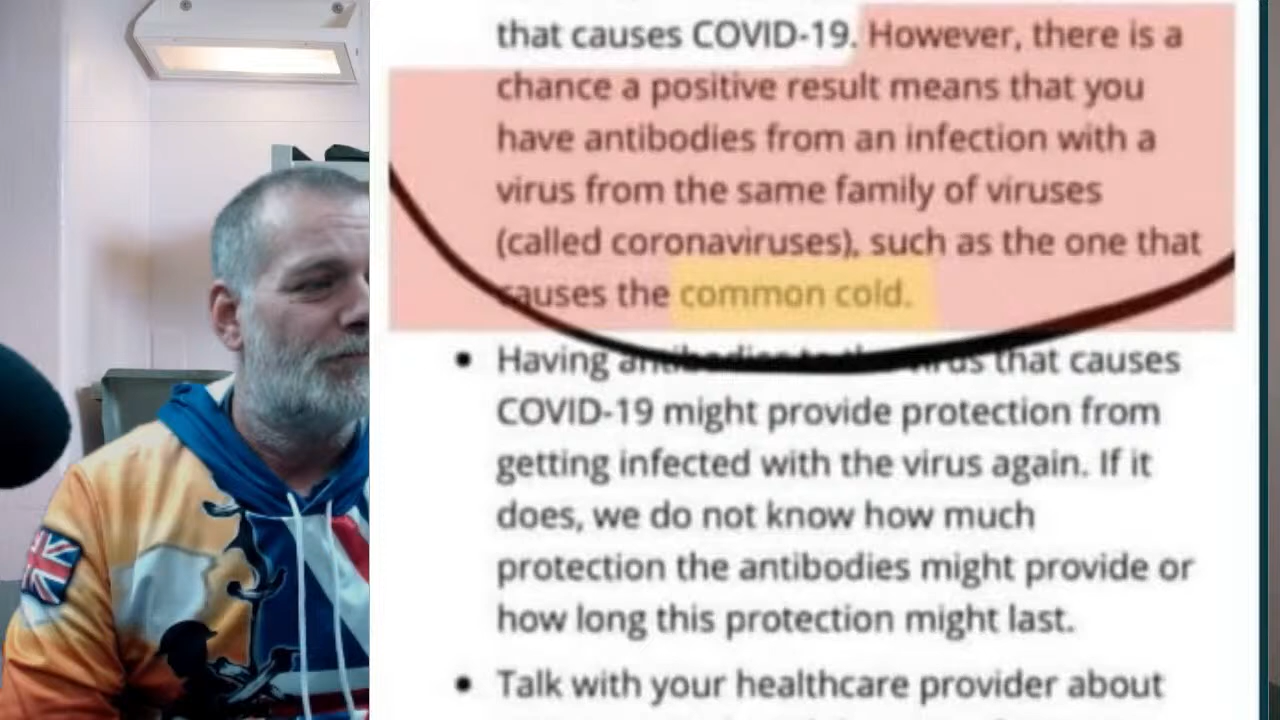 that causes COVID-19. However, there is a
chance a positive result means that you
have antibodies from an infection with a
virus from the same family of viruses
(called coronaviruses), such as the one that
causes the common cold.
• Having antibodies to the virus that causes
COVID-19 might provide protection from
getting infected with the virus again. If it
does, we do not know how much
protection the antibodies might provide or
how long this protection might last.
• Talk with your healthcare provider about